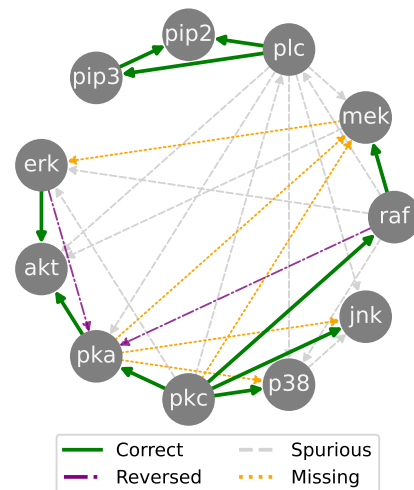 pip2
plc
pip3
mek
erk
raf
akt
jnk
pka
p38
pkc
Correct Spurious
Reversed Missing